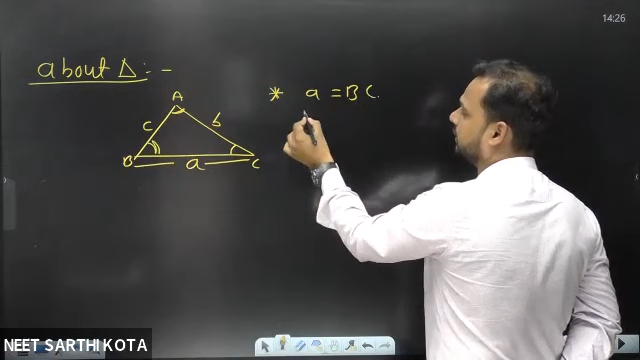 14:26
about Δ :-
* a = BC.
A
c b
B a C
NEET SARTHI KOTA